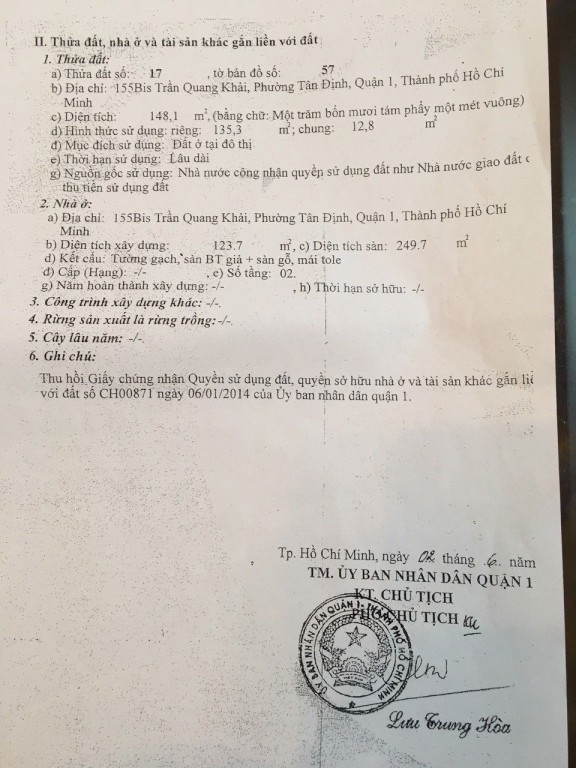 II. Thửa đất, nhà ở và tài sản khác gắn liền với đất
1. Thửa đất:
a) Thửa đất số: 17 , tờ bản đồ số: 57
b) Địa chỉ: 155Bis Trần Quang Khải, Phường Tân Định, Quận 1, Thành phố Hồ Chí
Minh
c) Diện tích: 148,1 m², (bằng chữ: Một trăm bốn mươi tám phẩy một mét vuông)
d) Hình thức sử dụng: riêng: 135,3 m²; chung: 12,8 m²
đ) Mục đích sử dụng: Đất ở tại đô thị
e) Thời hạn sử dụng: Lâu dài
g) Nguồn gốc sử dụng: Nhà nước công nhận quyền sử dụng đất như Nhà nước giao đất c
thu tiền sử dụng đất
2. Nhà ở:
a) Địa chỉ: 155Bis Trần Quang Khải, Phường Tân Định, Quận 1, Thành phố Hồ Chí
Minh
b) Diện tích xây dựng: 123.7 m², c) Diện tích sàn: 249.7 m²
d) Kết cấu: Tường gạch, sàn BT giả + sàn gỗ, mái tole
đ) Cấp (Hạng): -/- , e) Số tầng: 02.
g) Năm hoàn thành xây dựng: -/- , h) Thời hạn sở hữu: -/-
3. Công trình xây dựng khác: -/-.
4. Rừng sản xuất là rừng trồng: -/-.
5. Cây lâu năm: -/-.
6. Ghi chú:
Thu hồi Giấy chứng nhận Quyền sử dụng đất, quyền sở hữu nhà ở và tài sản khác gắn liề
với đất số CH00871 ngày 06/01/2014 của Ủy ban nhân dân quận 1.
Tp. Hồ Chí Minh, ngày 02 tháng 6. năm
TM. ỦY BAN NHÂN DÂN QUẬN 1
KT. CHỦ TỊCH
PHÓ CHỦ TỊCH
ỦY BAN NHÂN DÂN QUẬN 1 - THÀNH PHỐ HỒ CHÍ MINH
Lưu Trung Hòa